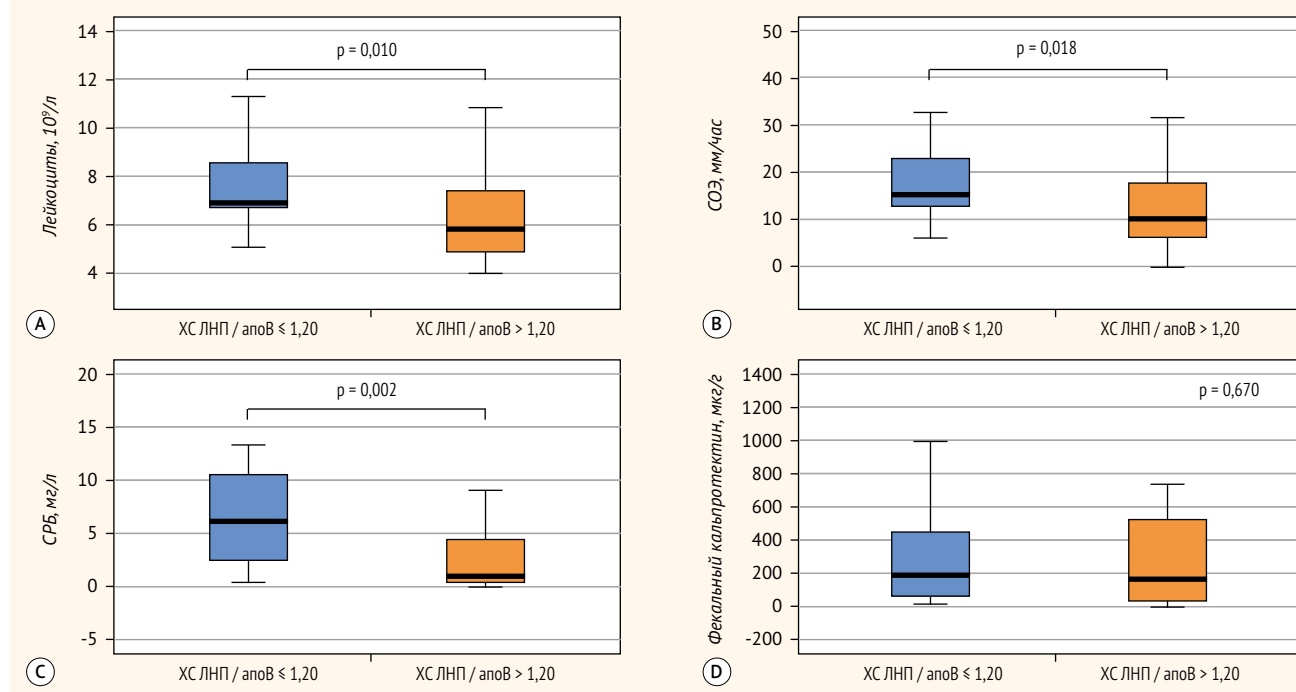 14
12
10
8
6
4
Лейкоциты, 10⁹/л
p = 0,010
A
ХС ЛНП / апоВ ≤ 1,20
ХС ЛНП / апоВ > 1,20
50
40
30
20
10
0
СОЭ, мм/час
p = 0,018
B
ХС ЛНП / апоВ ≤ 1,20
ХС ЛНП / апоВ > 1,20
20
15
10
5
0
-5
СРБ, мг/л
p = 0,002
C
ХС ЛНП / апоВ ≤ 1,20
ХС ЛНП / апоВ > 1,20
1400
1200
1000
800
600
400
200
0
-200
Фекальный кальпротектин, мкг/г
p = 0,670
D
ХС ЛНП / апоВ ≤ 1,20
ХС ЛНП / апоВ > 1,20